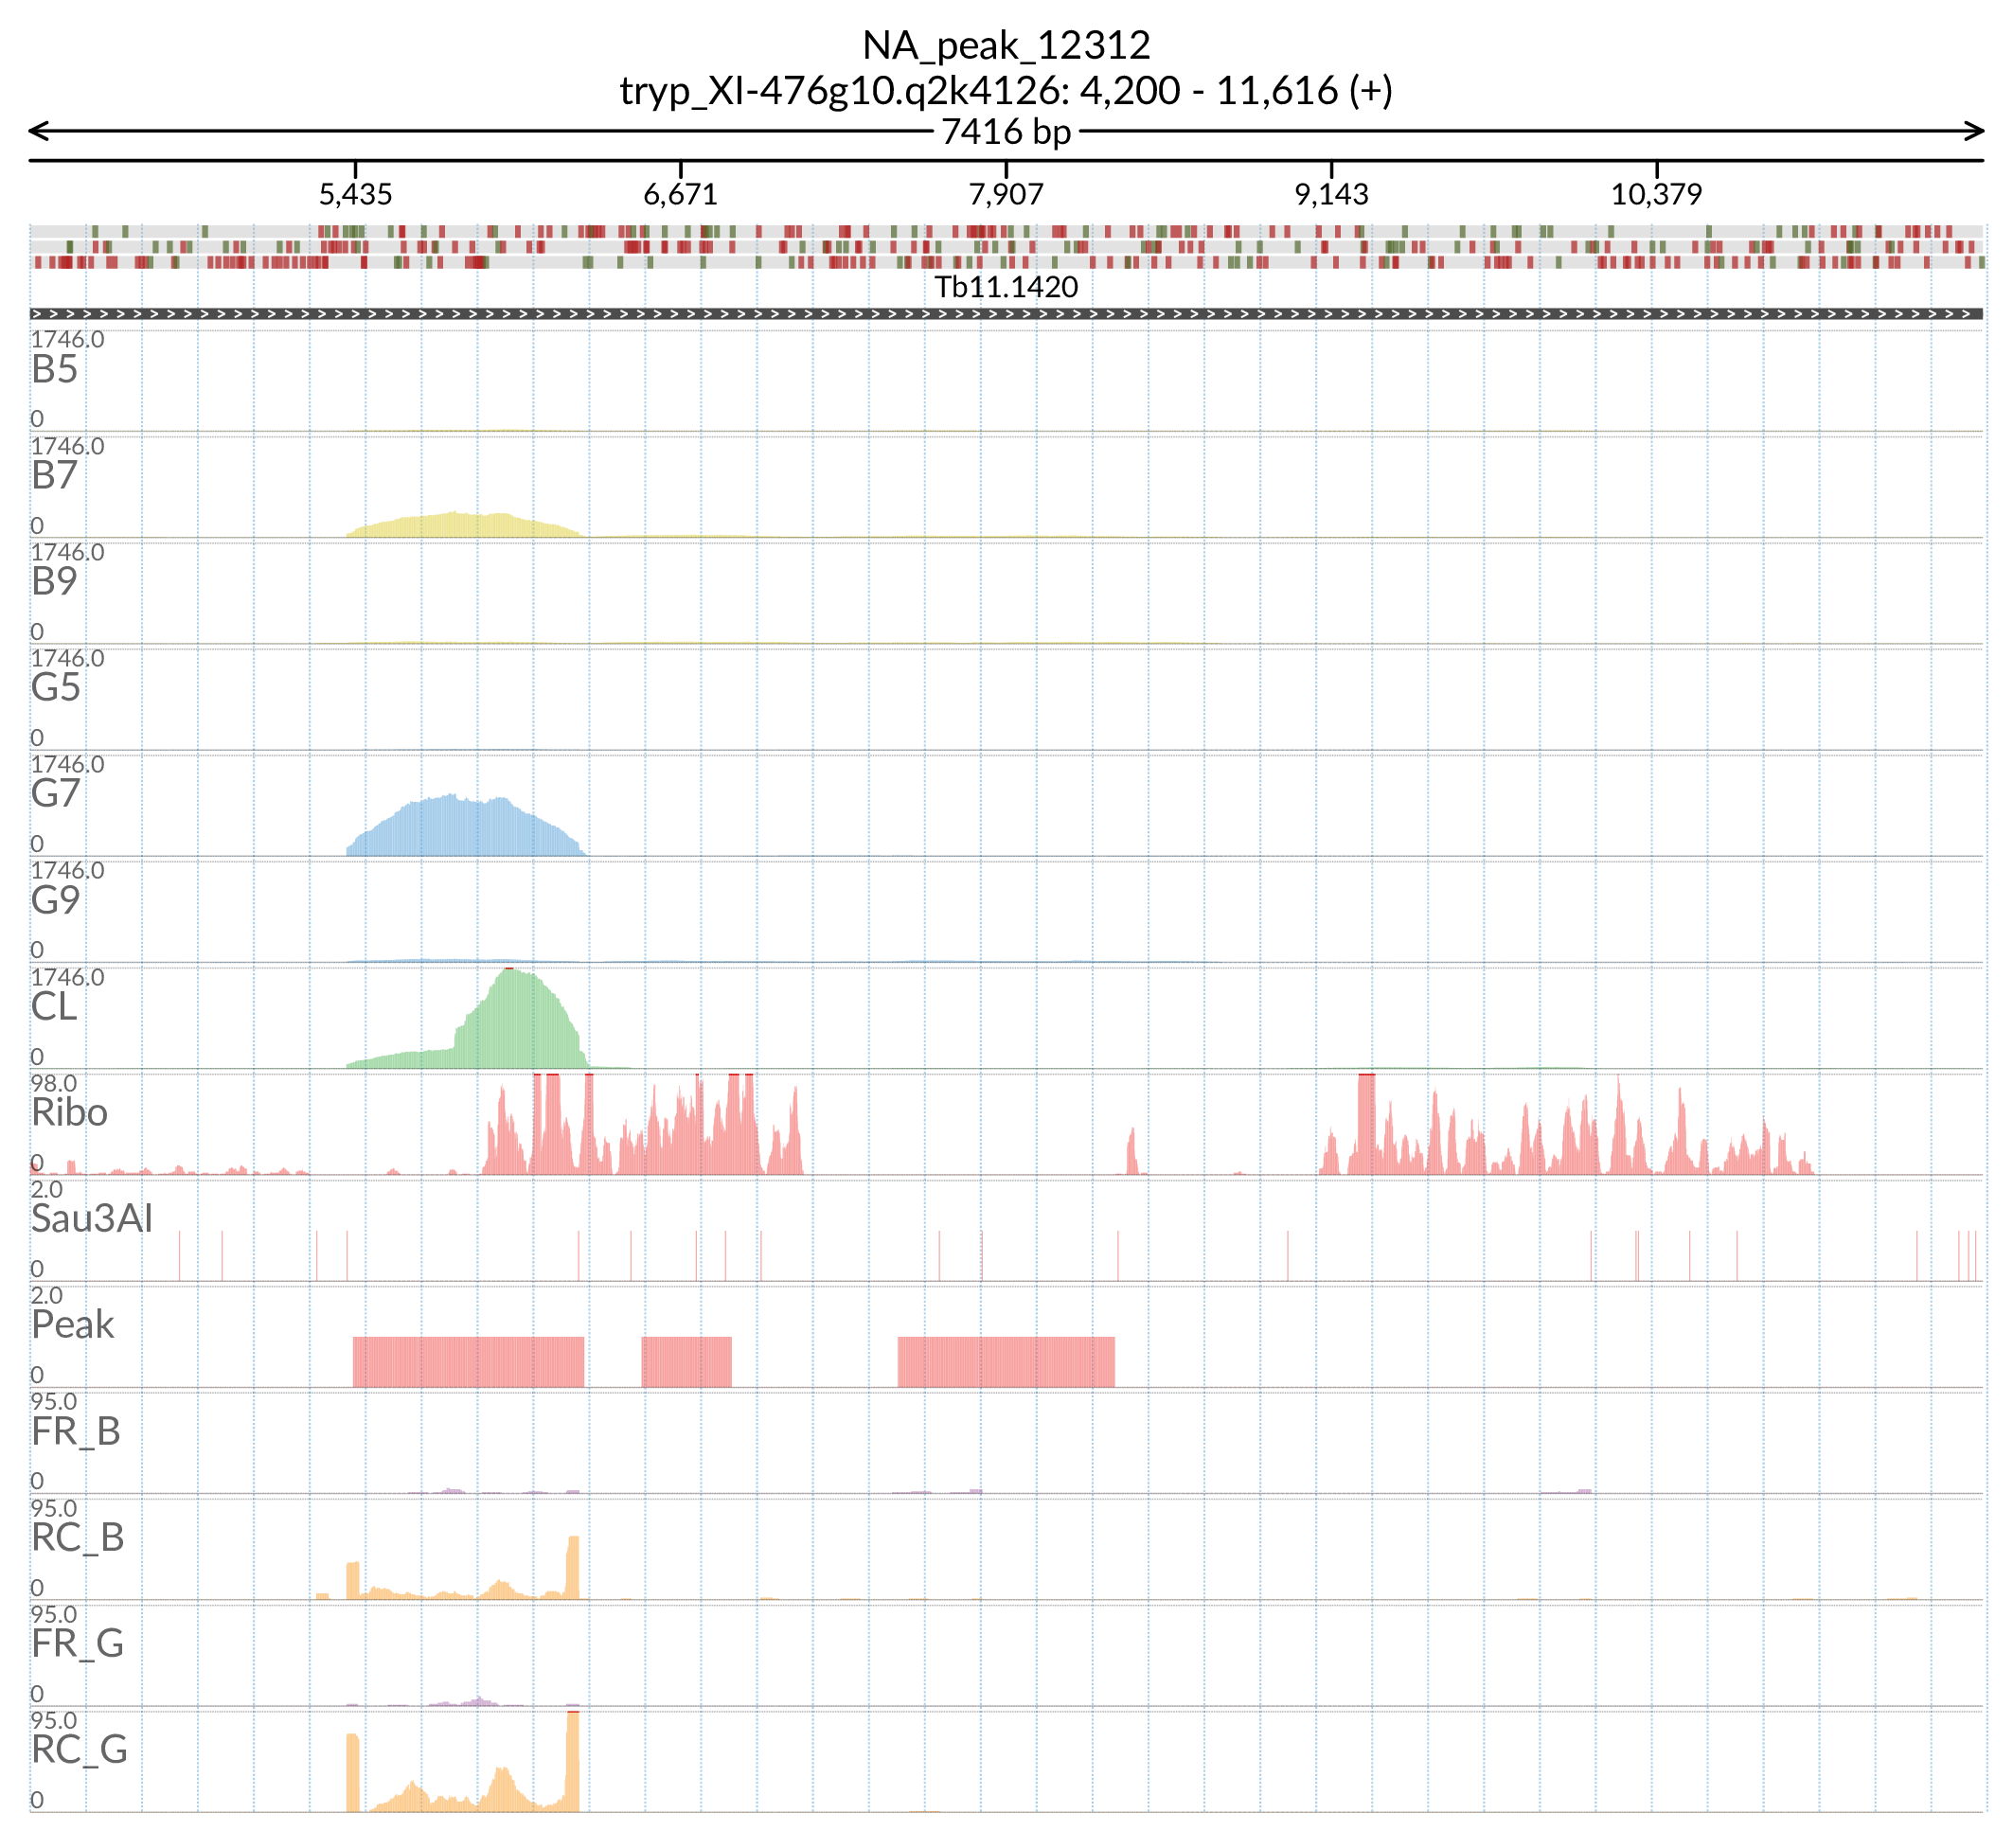 NA_peak_12312
tryp_XI-476g10.q2k4126: 4,200 - 11,616 (+)
7416 bp
5,435 6,671 7,907 9,143 10,379
Tb11.1420
1746.0
B5
0
1746.0
B7
0
1746.0
B9
0
1746.0
G5
0
1746.0
G7
0
1746.0
G9
0
1746.0
CL
0
98.0
Ribo
0
2.0
Sau3AI
0
2.0
Peak
0
95.0
FR_B
0
95.0
RC_B
0
95.0
FR_G
0
95.0
RC_G
0